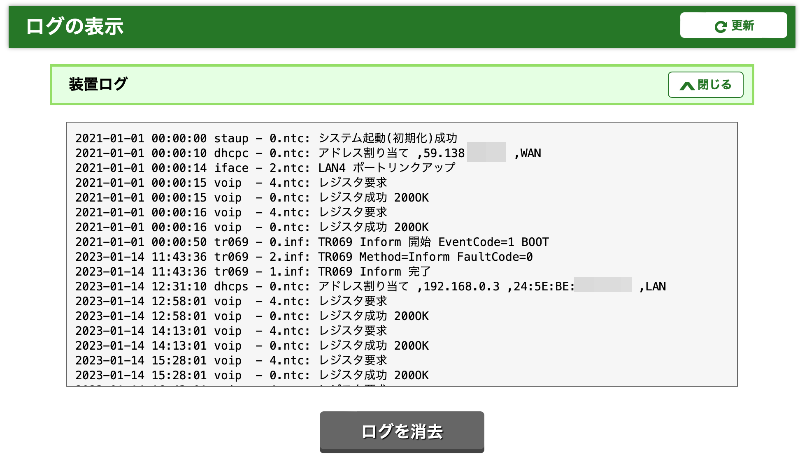 ログの表示
更新
装置ログ
閉じる
2021-01-01 00:00:00 staup - 0.ntc: システム起動(初期化)成功
2021-01-01 00:00:10 dhcpc - 0.ntc: アドレス割り当て ,59.138 ,WAN
2021-01-01 00:00:14 iface - 2.ntc: LAN4 ポートリンクアップ
2021-01-01 00:00:15 voip  - 4.ntc: レジスタ要求
2021-01-01 00:00:15 voip  - 0.ntc: レジスタ成功 200OK
2021-01-01 00:00:16 voip  - 4.ntc: レジスタ要求
2021-01-01 00:00:16 voip  - 0.ntc: レジスタ成功 200OK
2021-01-01 00:00:50 tr069 - 0.inf: TR069 Inform 開始 EventCode=1 BOOT
2023-01-14 11:43:36 tr069 - 2.inf: TR069 Method=Inform FaultCode=0
2023-01-14 11:43:36 tr069 - 1.inf: TR069 Inform 完了
2023-01-14 12:31:10 dhcps - 0.ntc: アドレス割り当て ,192.168.0.3 ,24:5E:BE: ,LAN
2023-01-14 12:58:01 voip  - 4.ntc: レジスタ要求
2023-01-14 12:58:01 voip  - 0.ntc: レジスタ成功 200OK
2023-01-14 14:13:01 voip  - 4.ntc: レジスタ要求
2023-01-14 14:13:01 voip  - 0.ntc: レジスタ成功 200OK
2023-01-14 15:28:01 voip  - 4.ntc: レジスタ要求
2023-01-14 15:28:01 voip  - 0.ntc: レジスタ成功 200OK
ログを消去